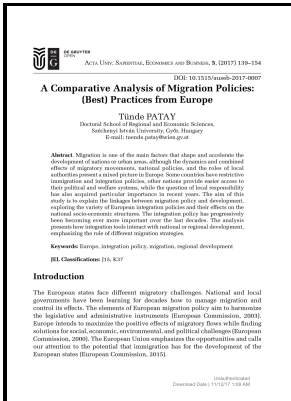 DE GRUYTER
OPEN
DE
G
ACTA UNIV. SAPIENTIAE, ECONOMICS AND BUSINESS, 5, (2017) 139–154
DOI: 10.1515/auseb-2017-0007
A Comparative Analysis of Migration Policies:
(Best) Practices from Europe
Tünde PATAY
Doctoral School of Regional and Economic Sciences,
Széchenyi István University, Győr, Hungary
E-mail: tuende.patay@wien.gv.at
Abstract. Migration is one of the main factors that shape and accelerate the
development of nations or urban areas, although the dynamics and combined
effects of migratory movements, national policies, and the roles of local
authorities present a mixed picture in Europe. Some countries have restricted
immigration and integration policies, other nations provide easier access to
their political and welfare systems, while the question of local responsibility
has also acquired particular importance in recent years. The aim of this
study is to explain the linkages between migration policy and development,
exploring the variety of European integration policies and their effects on the
national socio-economic structures. The integration policy has progressively
been becoming ever more important over the last decades. The analysis
presents how integration tools interact with national or regional development,
emphasizing the role of different migration strategies.
Keywords: Europe, integration policy, migration, regional development
JEL Classifications: J15, K37
Introduction
The European states face different migratory challenges. National and local
governments have been learning for decades how to manage migration and
control its effects. The elements of European migration policy aim to harmonize
the legislative and administrative instruments (European Commission, 2003).
Europe intends to maximize the positive effects of migratory flows while finding
solutions for social, economic, environmental, and political challenges (European
Commission, 2000). The European Union emphasizes the opportunities and calls
our attention to the potential that immigration has for the development of the
European states (European Commission, 2015).
Unauthenticated
Download Date | 11/12/17 1:08 AM